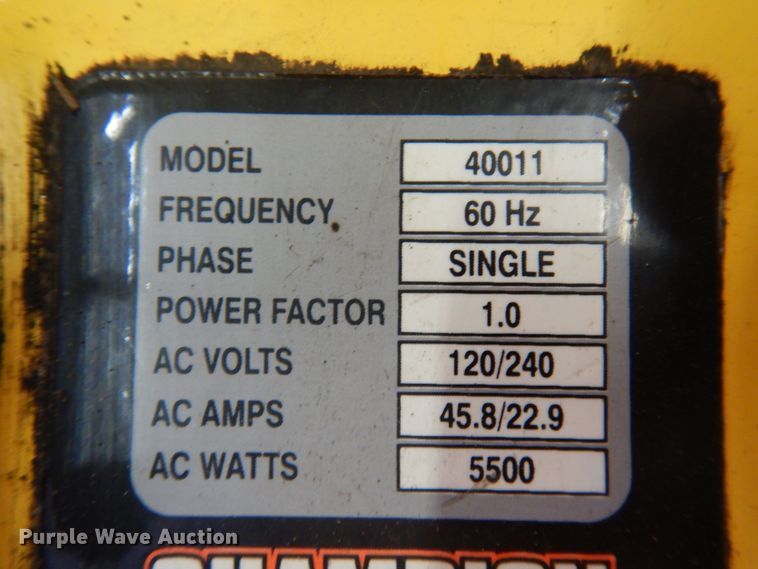 MODEL 40011
FREQUENCY 60 Hz
PHASE SINGLE
POWER FACTOR 1.0
AC VOLTS 120/240
AC AMPS 45.8/22.9
AC WATTS 5500
Purple Wave Auction
CHAMPION